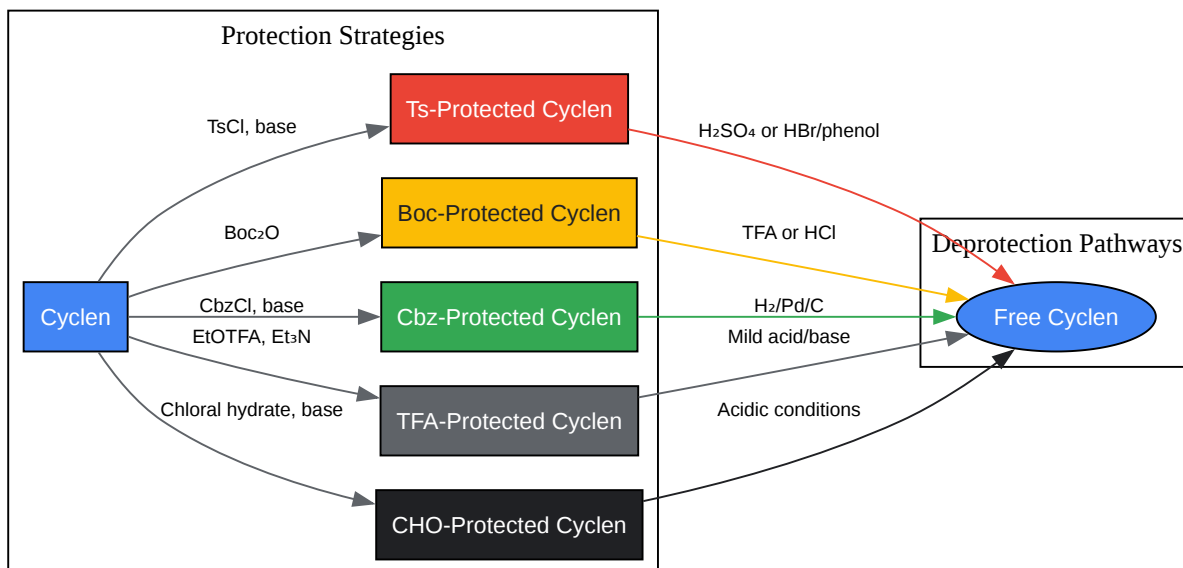 Protection Strategies
Ts-Protected Cyclen
TsCl, base
H₂SO₄ or HBr/phenol
Boc-Protected Cyclen
Boc₂O
TFA or HCl
Deprotection Pathways
Cyclen
CbzCl, base
Cbz-Protected Cyclen
H₂/Pd/C
Free Cyclen
EtOTFA, Et₃N
Mild acid/base
Chloral hydrate, base
TFA-Protected Cyclen
Acidic conditions
CHO-Protected Cyclen